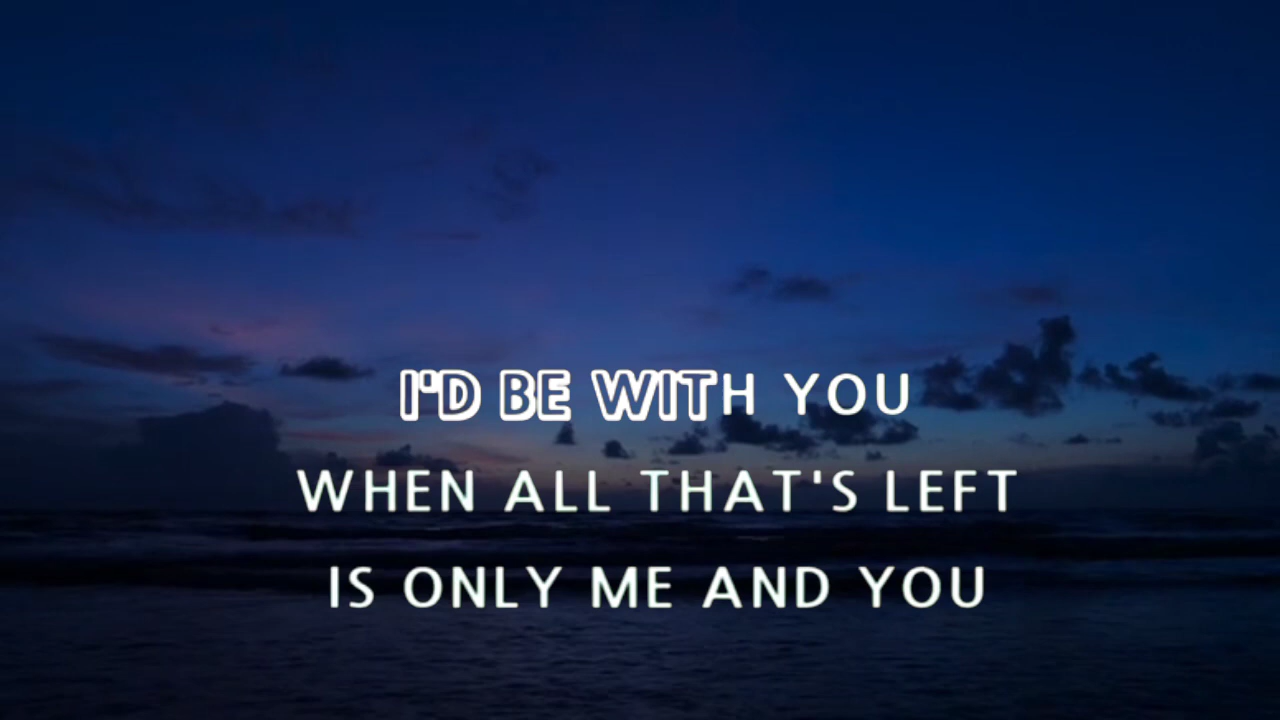 I'D BE WITH YOU
WHEN ALL THAT'S LEFT
IS ONLY ME AND YOU